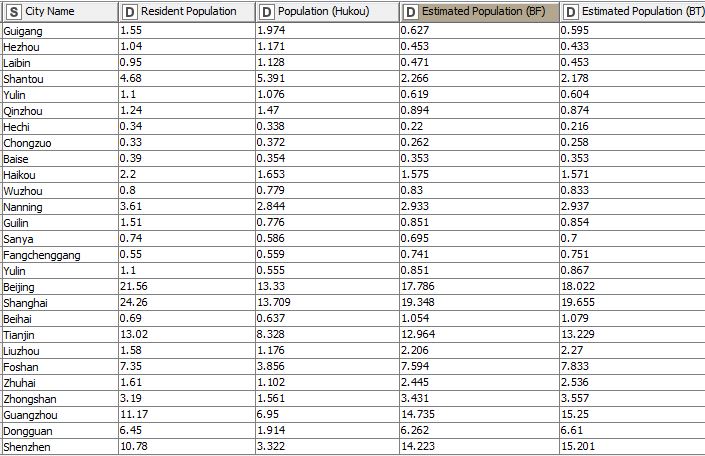 S City Name D Resident Population D Population (Hukou) D Estimated Population (BF) D Estimated Population (BT)
Guigang 1.55 1.974 0.627 0.595
Hezhou 1.04 1.171 0.453 0.433
Laibin 0.95 1.128 0.471 0.453
Shantou 4.68 5.391 2.266 2.178
Yulin 1.1 1.076 0.619 0.604
Qinzhou 1.24 1.47 0.894 0.874
Hechi 0.34 0.338 0.22 0.216
Chongzuo 0.33 0.372 0.262 0.258
Baise 0.39 0.354 0.353 0.353
Haikou 2.2 1.653 1.575 1.571
Wuzhou 0.8 0.779 0.83 0.833
Nanning 3.61 2.844 2.933 2.937
Guilin 1.51 0.776 0.851 0.854
Sanya 0.74 0.586 0.695 0.7
Fangchenggang 0.55 0.559 0.741 0.751
Yulin 1.1 0.555 0.851 0.867
Beijing 21.56 13.33 17.786 18.022
Shanghai 24.26 13.709 19.348 19.655
Beihai 0.69 0.637 1.054 1.079
Tianjin 13.02 8.328 12.964 13.229
Liuzhou 1.58 1.176 2.206 2.27
Foshan 7.35 3.856 7.594 7.833
Zhuhai 1.61 1.102 2.445 2.536
Zhongshan 3.19 1.561 3.431 3.557
Guangzhou 11.17 6.95 14.735 15.25
Dongguan 6.45 1.914 6.262 6.61
Shenzhen 10.78 3.322 14.223 15.201